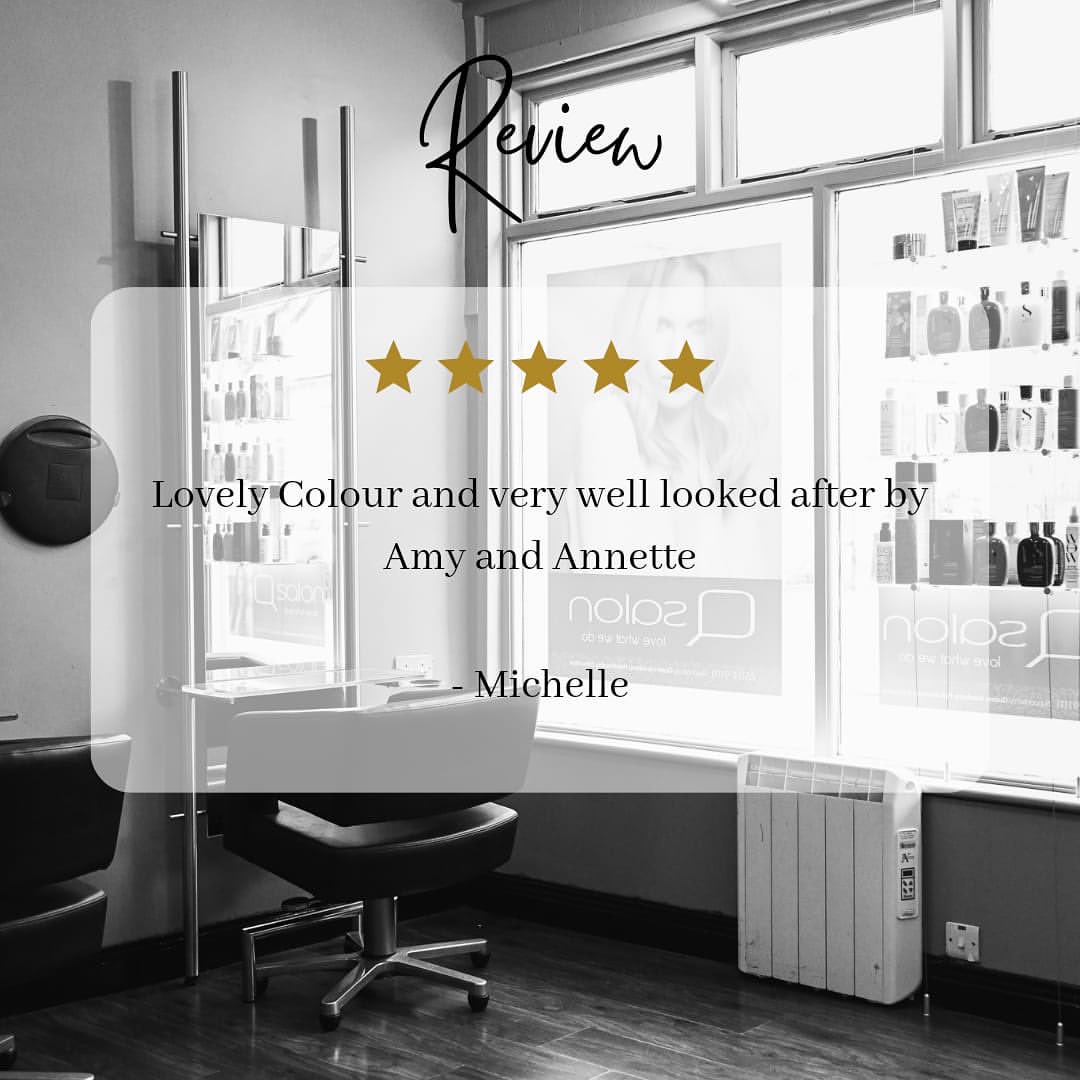 Review
Lovely Colour and very well looked after by
Amy and Annette
- Michelle
Q salon
love what we do
Q salon
love what we do
salon